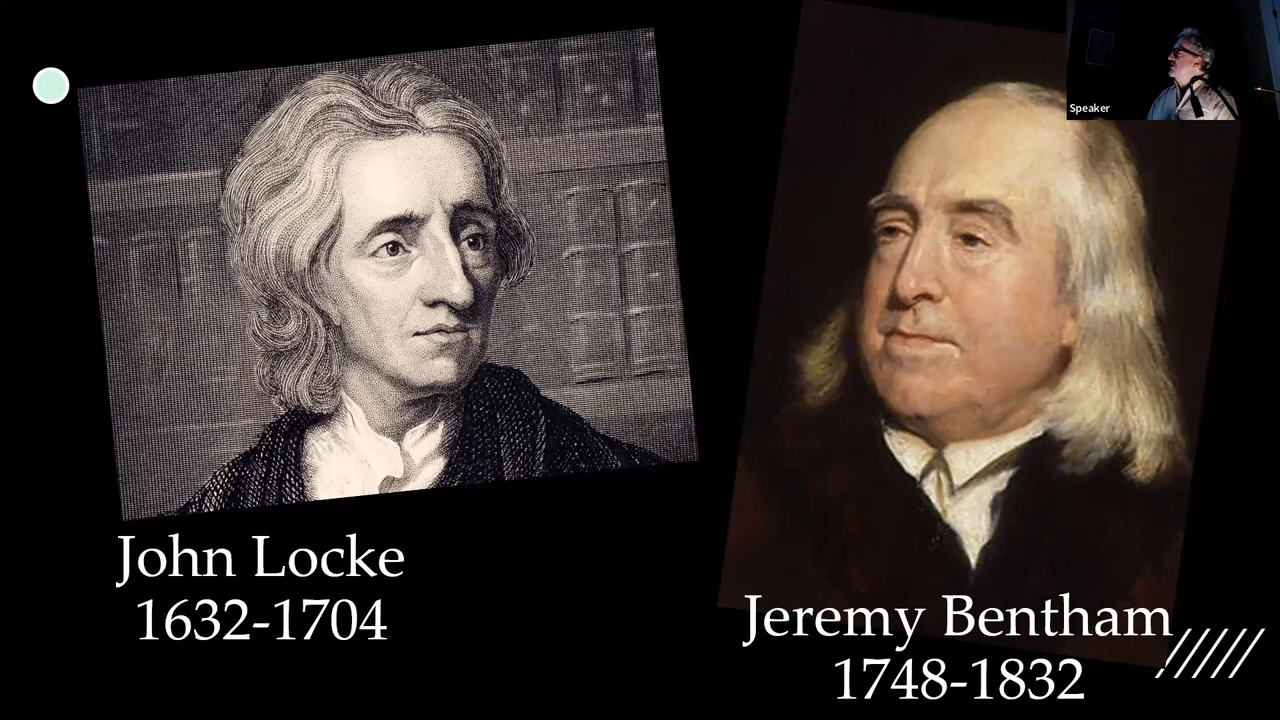 Speaker
John Locke
1632-1704
Jeremy Bentham
1748-1832